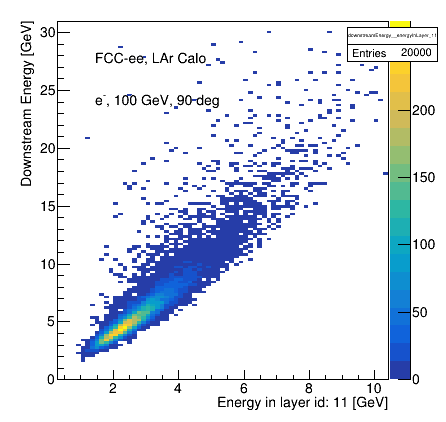 downstreamEnergy__energyInLayer_11
Entries 20000
FCC-ee, LAr Calo
e⁻, 100 GeV, 90 deg
Downstream Energy [GeV]
30
25
20
15
10
5
0
2
4
6
8
10
Energy in layer id: 11 [GeV]
200
150
100
50
0